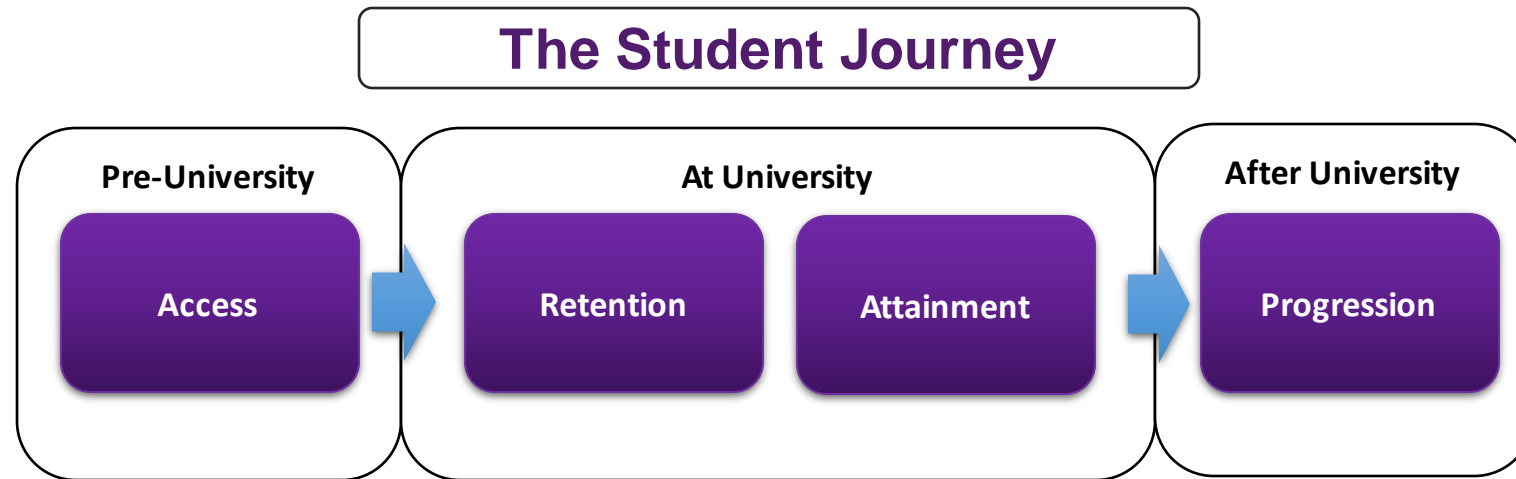 The Student Journey
Pre-University
Access
At University
Retention
Attainment
After University
Progression